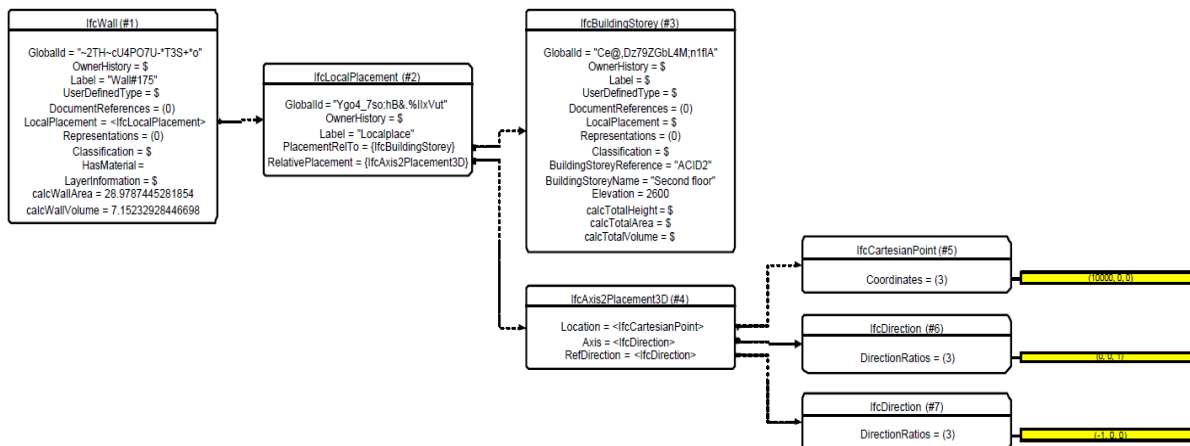 IfcWall (#1)
GlobalId = "~2TH~cU4PO7U-*T3S+*o"
OwnerHistory = $
Label = "Wall#175"
UserDefinedType = $
DocumentReferences = (0)
LocalPlacement = <IfcLocalPlacement>
Representations = (0)
Classification = $
HasMaterial =
LayerInformation = $
calcWallArea = 28.9787445281854
calcWallVolume = 7.15232928446698
IfcLocalPlacement (#2)
GlobalId = "Ygo4_7so:hB&.%IIxVut"
OwnerHistory = $
Label = "Localplace"
PlacementRelTo = {IfcBuildingStorey}
RelativePlacement = {IfcAxis2Placement3D}
IfcBuildingStorey (#3)
GlobalId = "Ce@,Dz79ZGbL4M;n1fIA"
OwnerHistory = $
Label = $
UserDefinedType = $
DocumentReferences = (0)
LocalPlacement = $
Representations = (0)
Classification = $
BuildingStoreyReference = "ACID2"
BuildingStoreyName = "Second floor"
Elevation = 2600
calcTotalHeight = $
calcTotalArea = $
calcTotalVolume = $
IfcAxis2Placement3D (#4)
Location = <IfcCartesianPoint>
Axis = <IfcDirection>
RefDirection = <IfcDirection>
IfcCartesianPoint (#5)
Coordinates = (3)
(10000, 0, 0)
IfcDirection (#6)
DirectionRatios = (3)
(0, 0, 1)
IfcDirection (#7)
DirectionRatios = (3)
(-1, 0, 0)